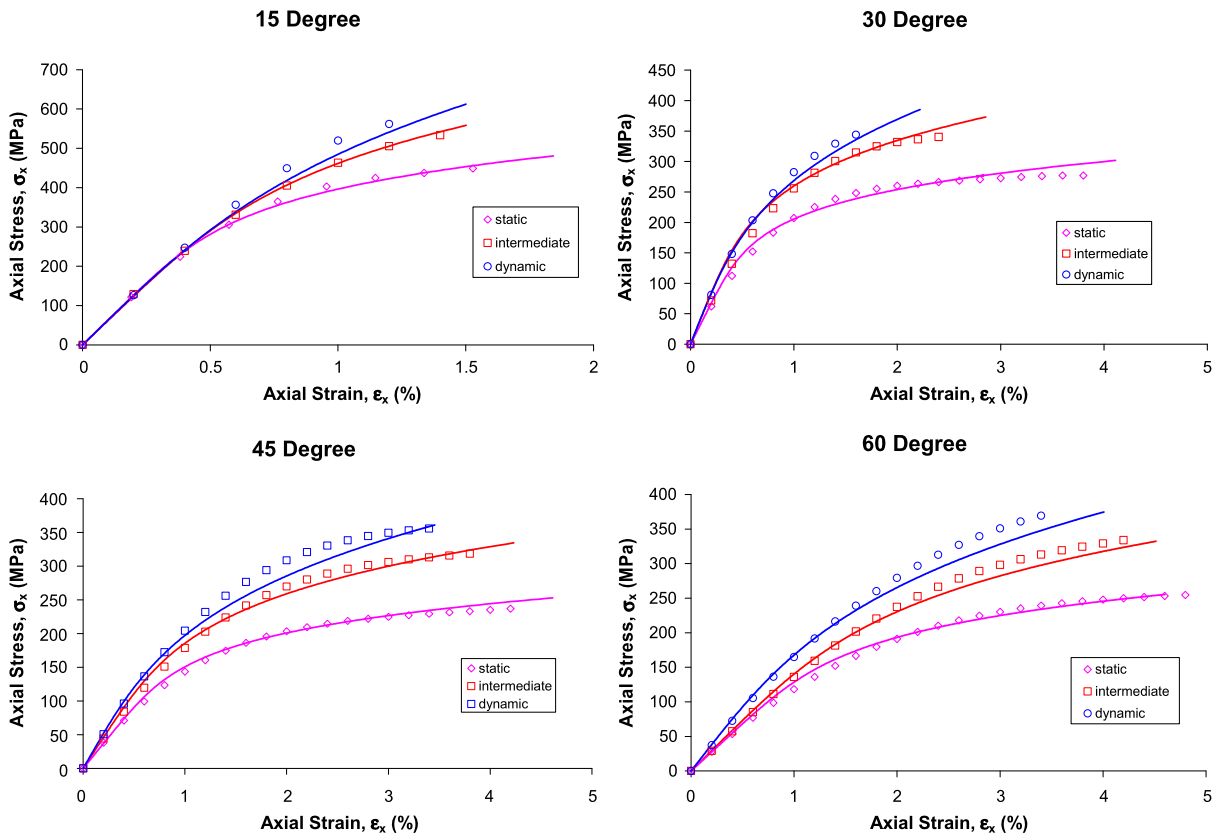 15 Degree
700
600
500
400
300
200
100
0
0
0.5
1
1.5
2
Axial Stress, σx (MPa)
Axial Strain, εx (%)
static
intermediate
dynamic
30 Degree
450
400
350
300
250
200
150
100
50
0
0
1
2
3
4
5
Axial Stress, σx (MPa)
Axial Strain, εx (%)
static
intermediate
dynamic
45 Degree
400
350
300
250
200
150
100
50
0
0
1
2
3
4
5
Axial Stress, σx (MPa)
Axial Strain, εx (%)
static
intermediate
dynamic
60 Degree
400
350
300
250
200
150
100
50
0
0
1
2
3
4
5
Axial Stress, σx (MPa)
Axial Strain, εx (%)
static
intermediate
dynamic